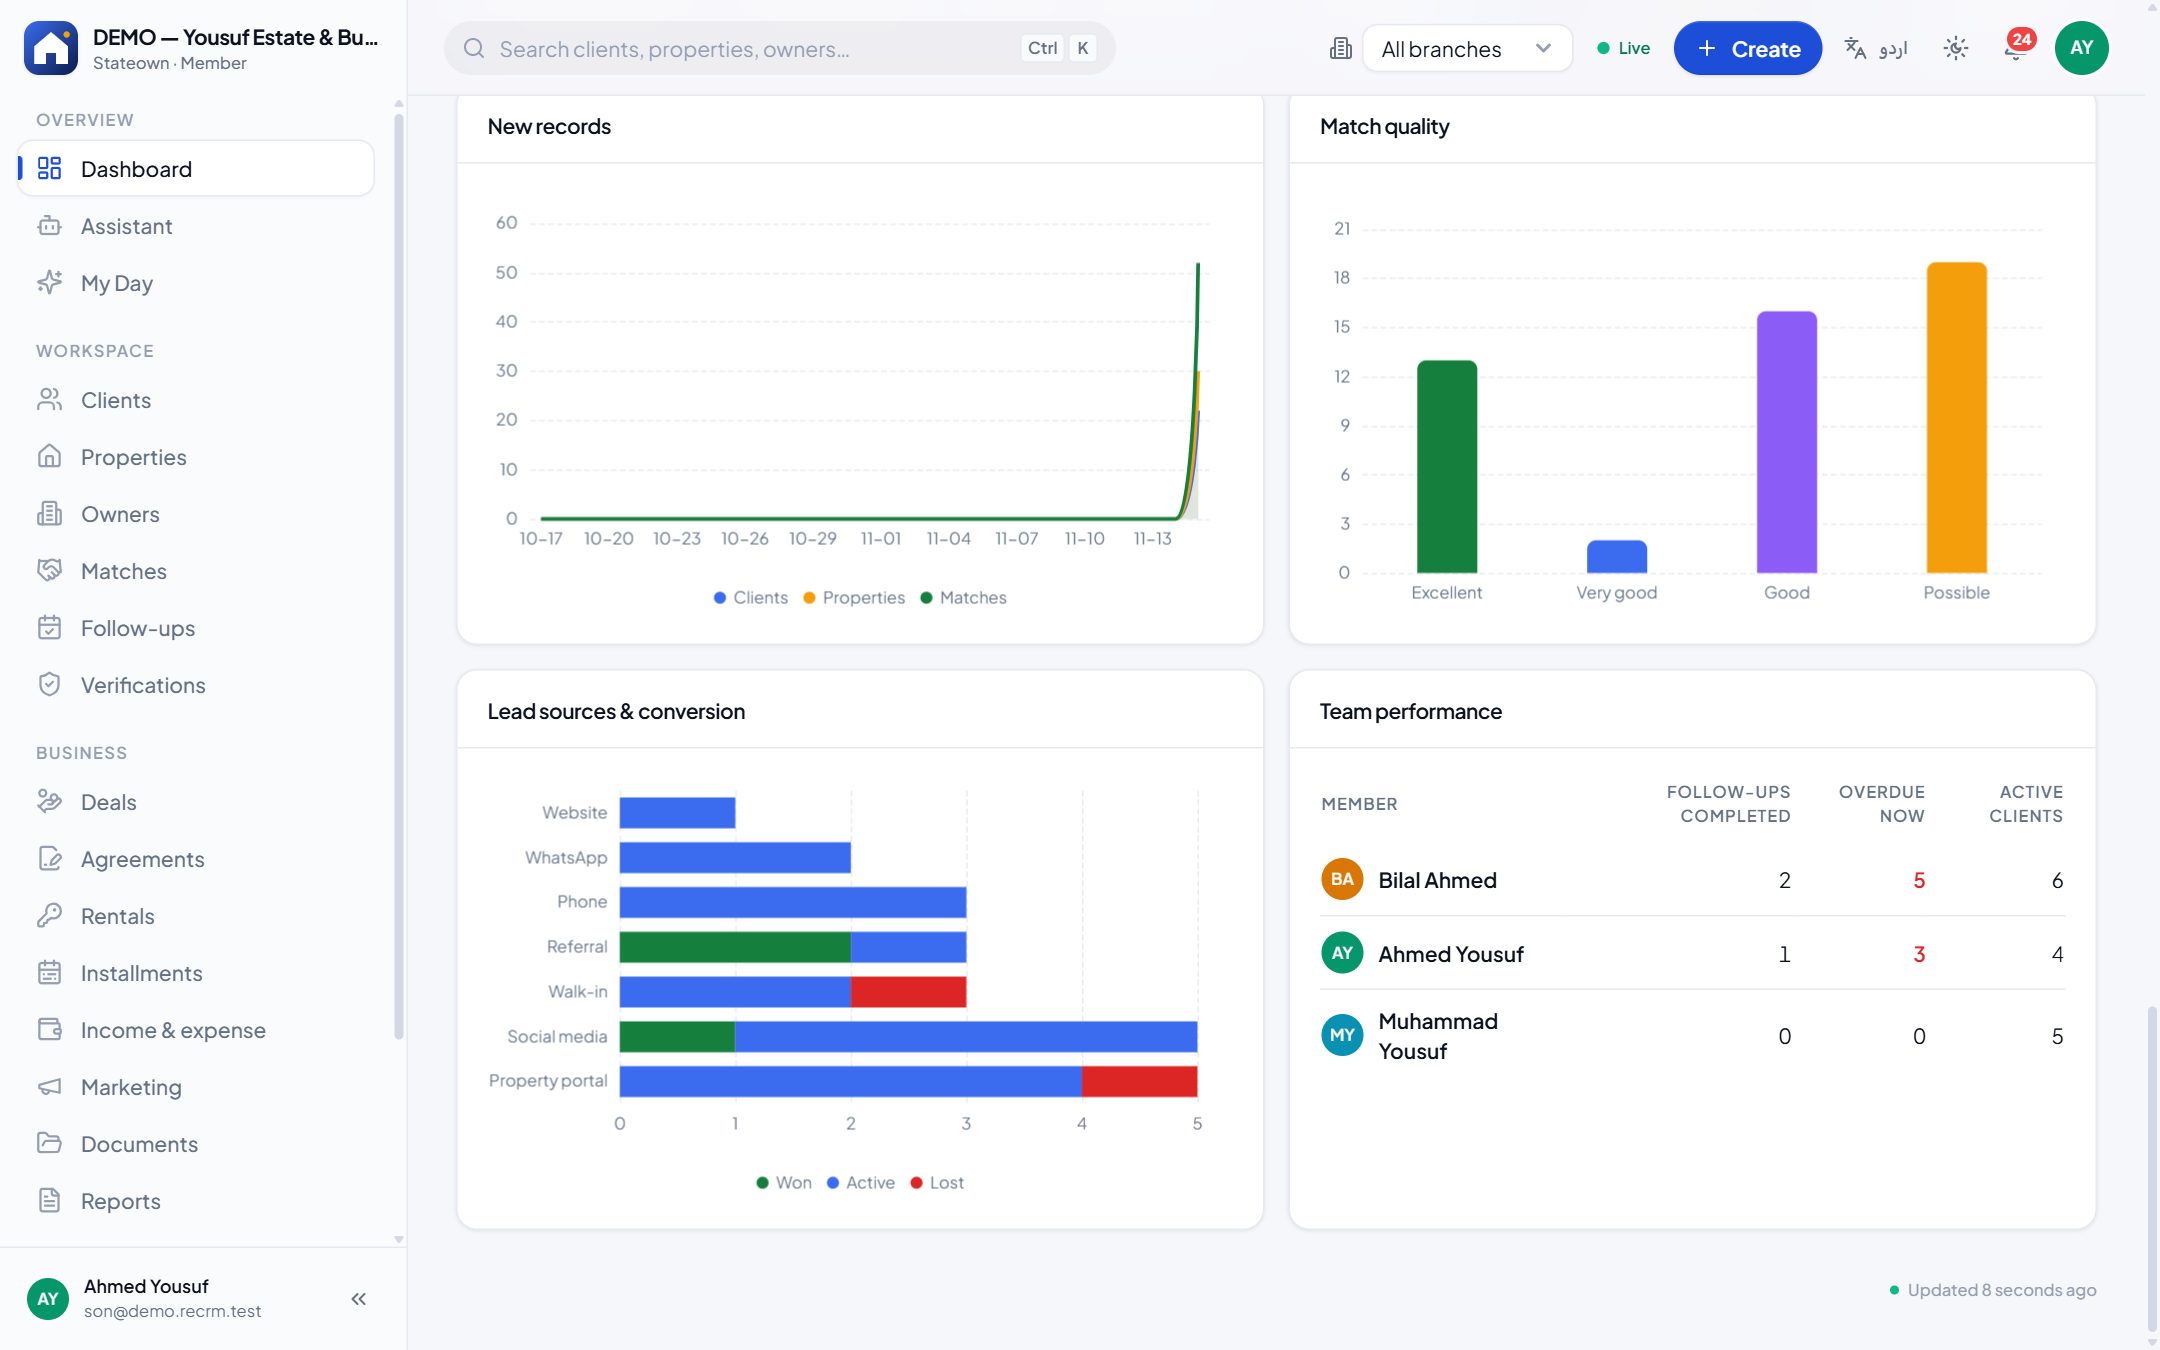 DEMO — Yousuf Estate & Bu...
Stateown · Member
OVERVIEW
Dashboard
Assistant
My Day
WORKSPACE
Clients
Properties
Owners
Matches
Follow-ups
Verifications
BUSINESS
Deals
Agreements
Rentals
Installments
Income & expense
Marketing
Documents
Reports
AY
Ahmed Yousuf
son@demo.recrm.test
Search clients, properties, owners...
Ctrl K
All branches
Live
Create
اردو
24
AY
New records
60
50
40
30
20
10
0
10-17 10-20 10-23 10-26 10-29 11-01 11-04 11-07 11-10 11-13
Clients Properties Matches
Match quality
21
18
15
12
9
6
3
0
Excellent Very good Good Possible
Lead sources & conversion
Website
WhatsApp
Phone
Referral
Walk-in
Social media
Property portal
0 1 2 3 4 5
Won Active Lost
Team performance
MEMBER FOLLOW-UPS COMPLETED OVERDUE NOW ACTIVE CLIENTS
BA Bilal Ahmed 2 5 6
AY Ahmed Yousuf 1 3 4
MY Muhammad Yousuf 0 0 5
Updated 8 seconds ago